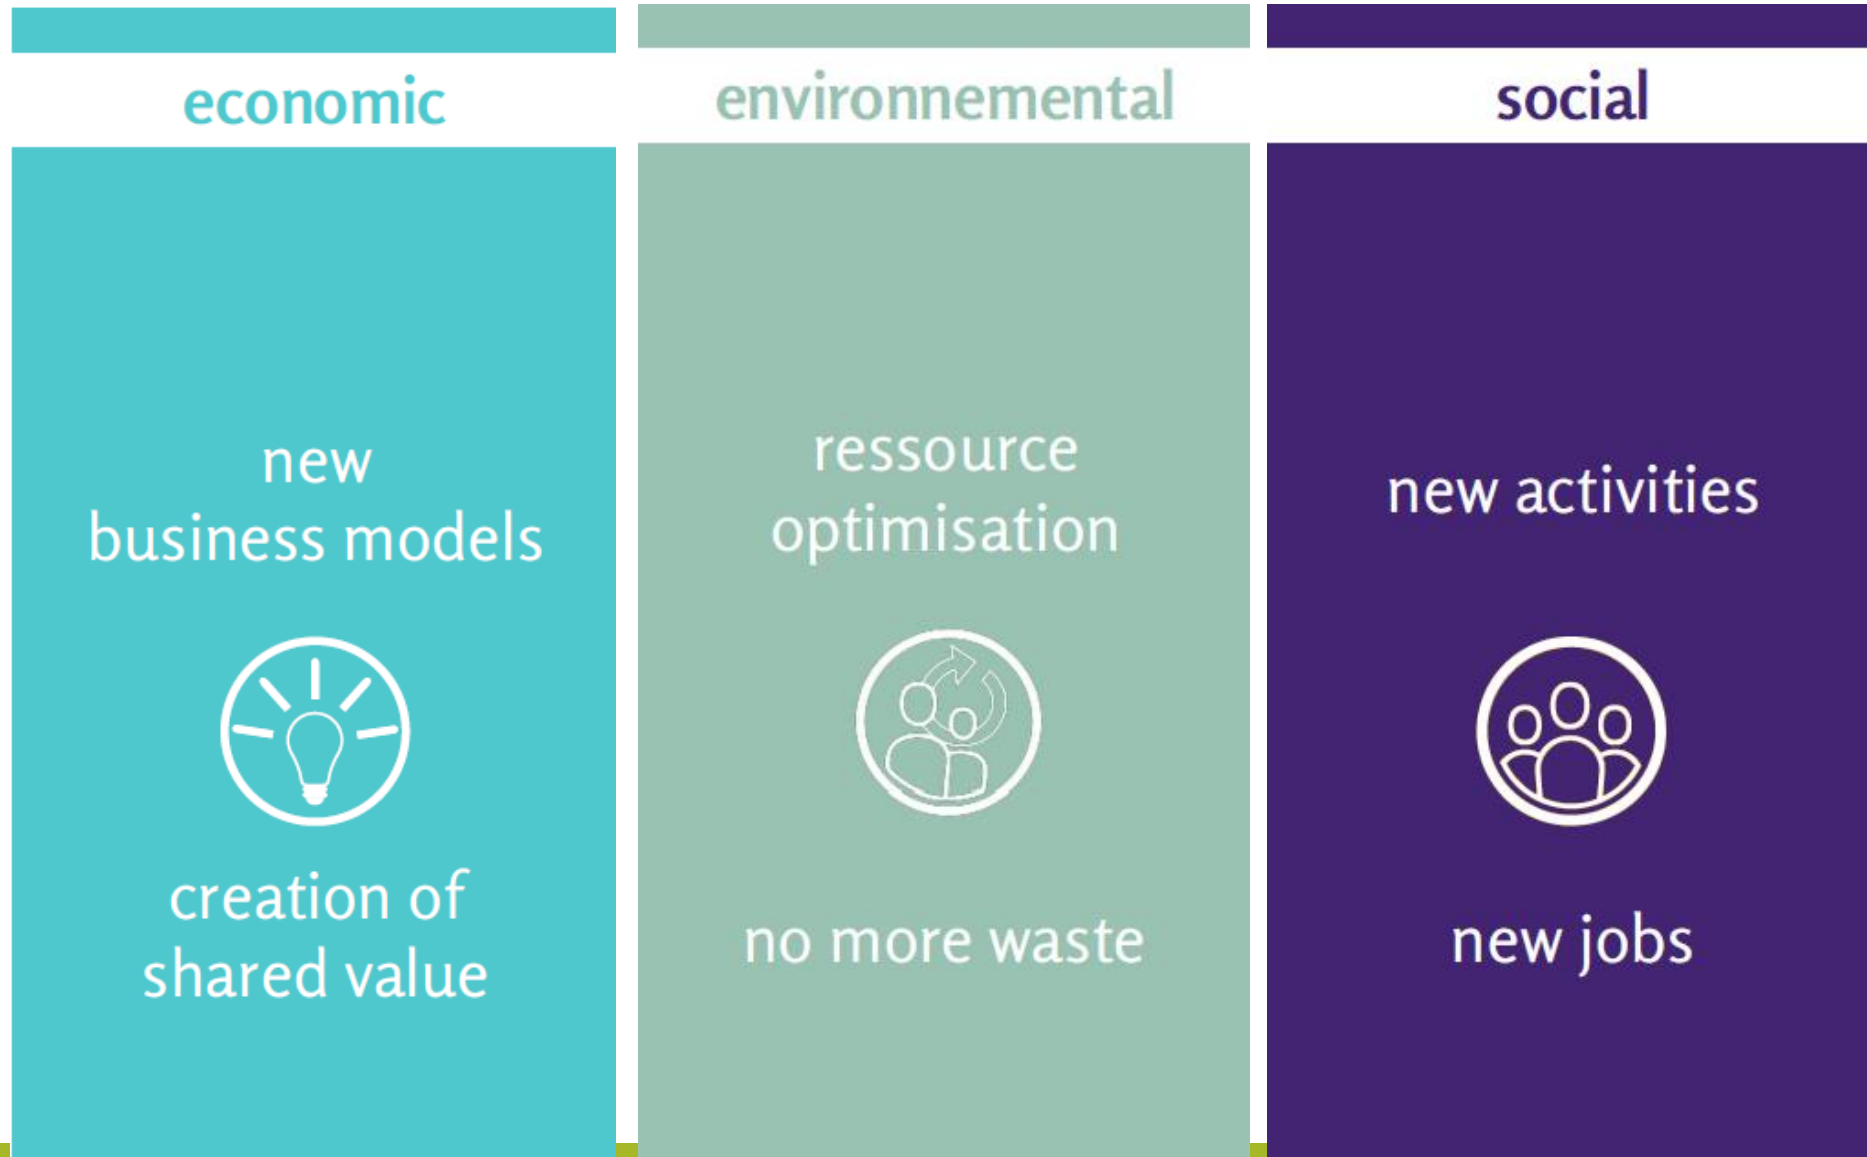 economic
new
business models
creation of
shared value
environnemental
ressource
optimisation
no more waste
social
new activities
new jobs